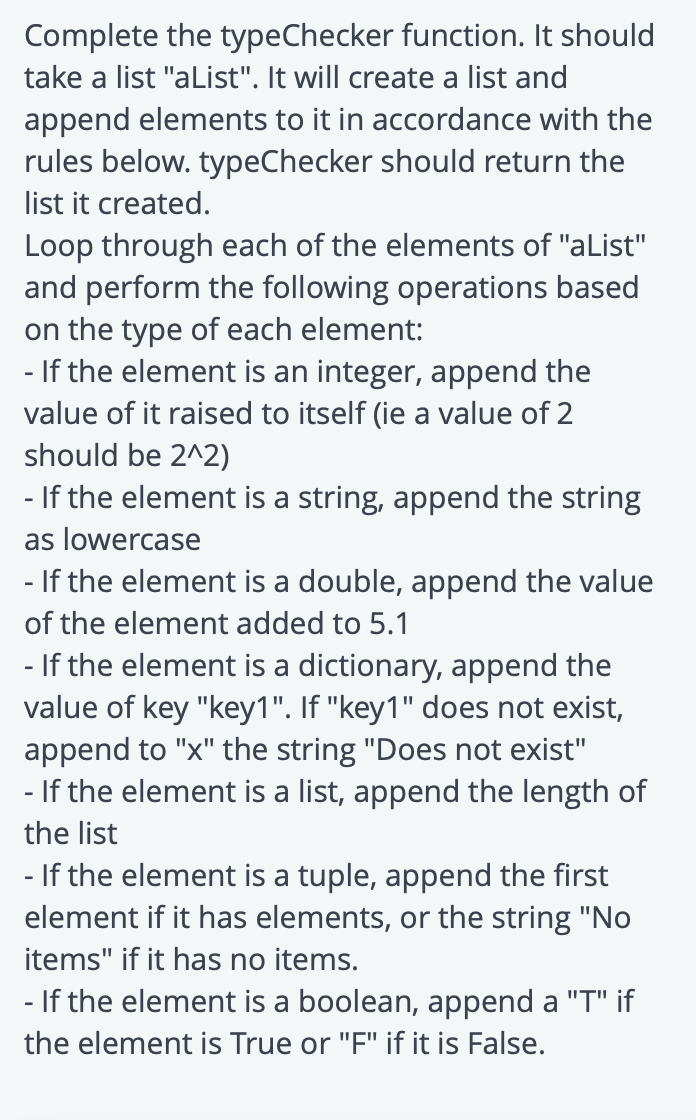 Complete the typeChecker function. It should
take a list "aList". It will create a list and
append elements to it in accordance with the
rules below. typeChecker should return the
list it created.
Loop through each of the elements of "aList"
and perform the following operations based
on the type of each element:
- If the element is an integer, append the
value of it raised to itself (ie a value of 2
should be 2^2)
- If the element is a string, append the string
as lowercase
- If the element is a double, append the value
of the element added to 5.1
- If the element is a dictionary, append the
value of key "key1". If "key1" does not exist,
append to "x" the string "Does not exist"
- If the element is a list, append the length of
the list
- If the element is a tuple, append the first
element if it has elements, or the string "No
items" if it has no items.
- If the element is a boolean, append a "T" if
the element is True or "F" if it is False.